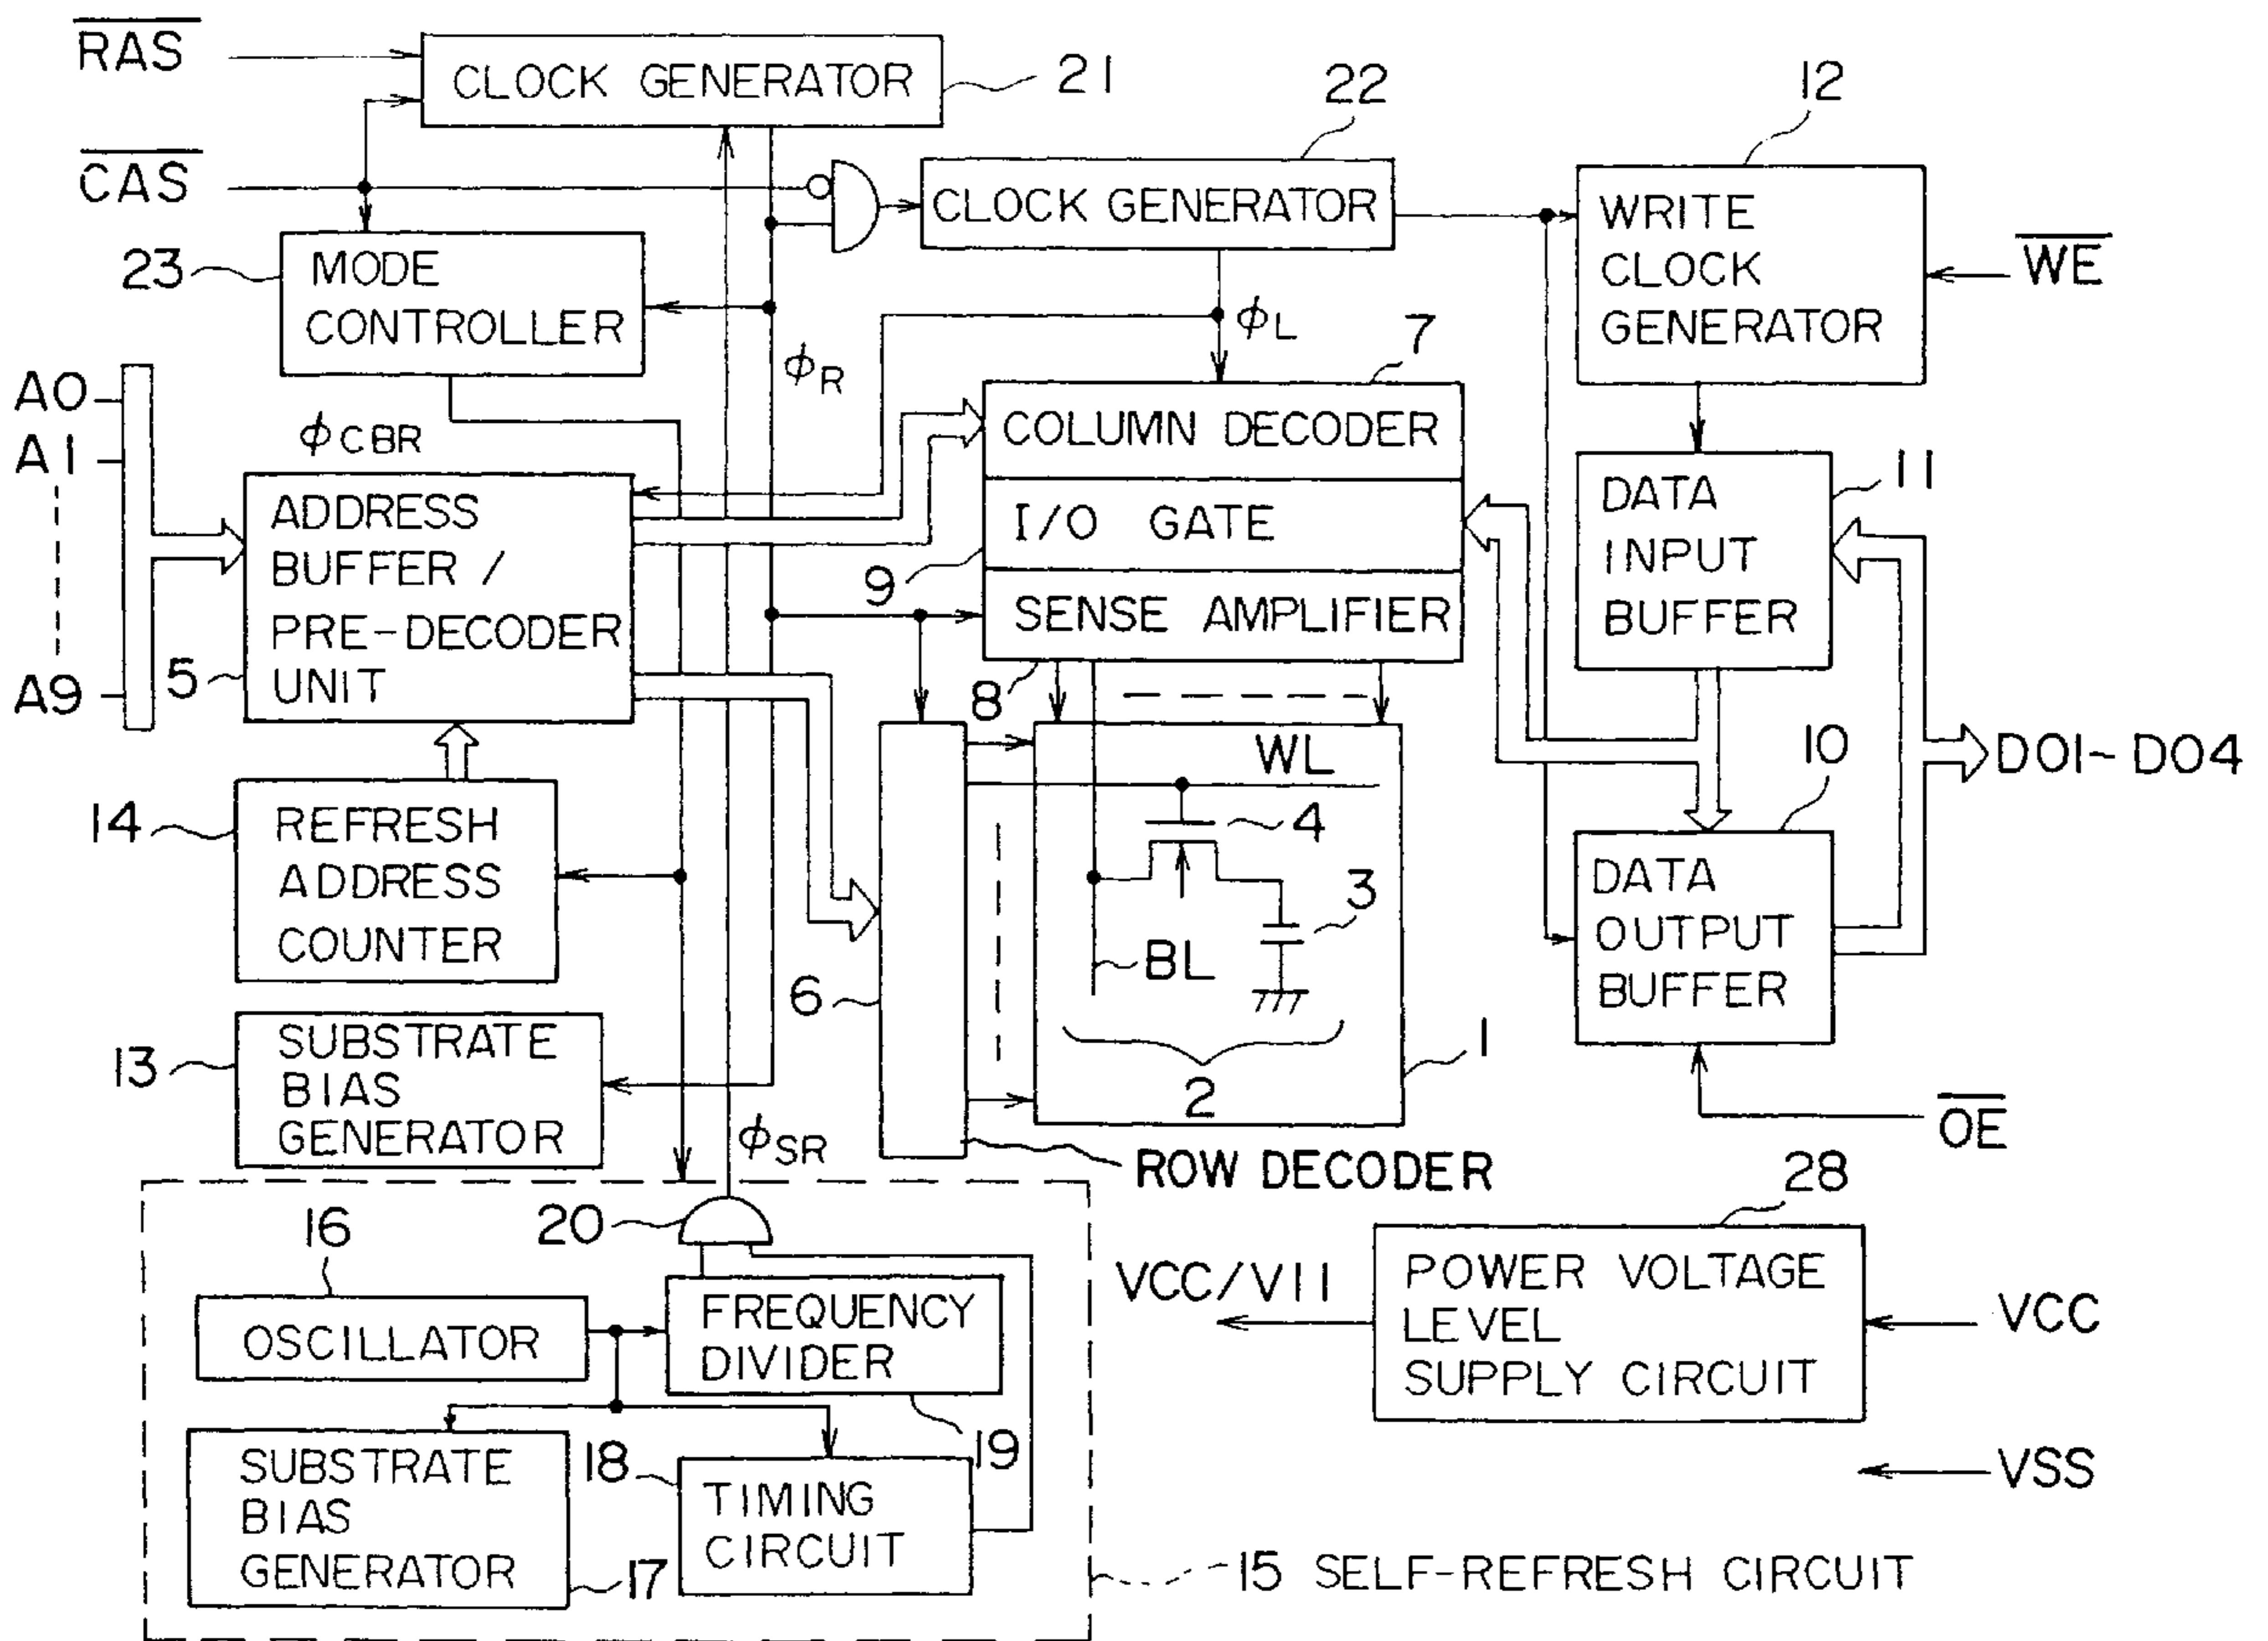 RAS
CLOCK GENERATOR
21
22
12
CAS
CLOCK GENERATOR
WRITE
CLOCK
GENERATOR
WE
23
MODE
CONTROLLER
ϕR
ϕL
7
A0
A1
A9
ϕCBR
COLUMN DECODER
I/O GATE
SENSE AMPLIFIER
9
8
11
DATA
INPUT
BUFFER
ADDRESS
BUFFER /
PRE-DECODER
UNIT
5
10
DO1~DO4
14
REFRESH
ADDRESS
COUNTER
WL
4
3
BL
2
1
6
DATA
OUTPUT
BUFFER
13
SUBSTRATE
BIAS
GENERATOR
ϕSR
ROW DECODER
OE
28
16
20
VCC/VII
POWER VOLTAGE
LEVEL
SUPPLY CIRCUIT
VCC
OSCILLATOR
FREQUENCY
DIVIDER
19
VSS
SUBSTRATE
BIAS
GENERATOR
17
18
TIMING
CIRCUIT
15 SELF-REFRESH CIRCUIT